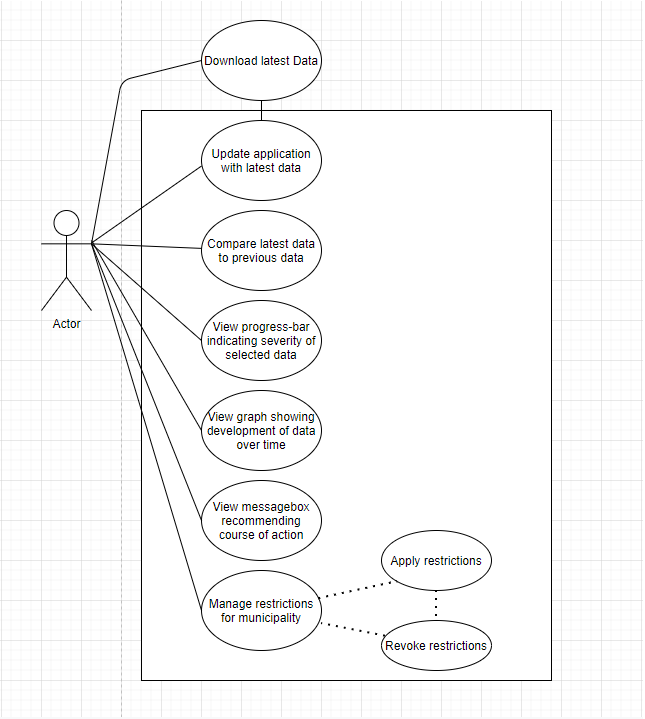 Download latest Data
Update application
with latest data
Compare latest data
to previous data
Actor
View progress-bar
indicating severity of
selected data
View graph showing
development of data
over time
View messagebox
recommending
course of action
Apply restrictions
Manage restrictions
for municipality
Revoke restrictions